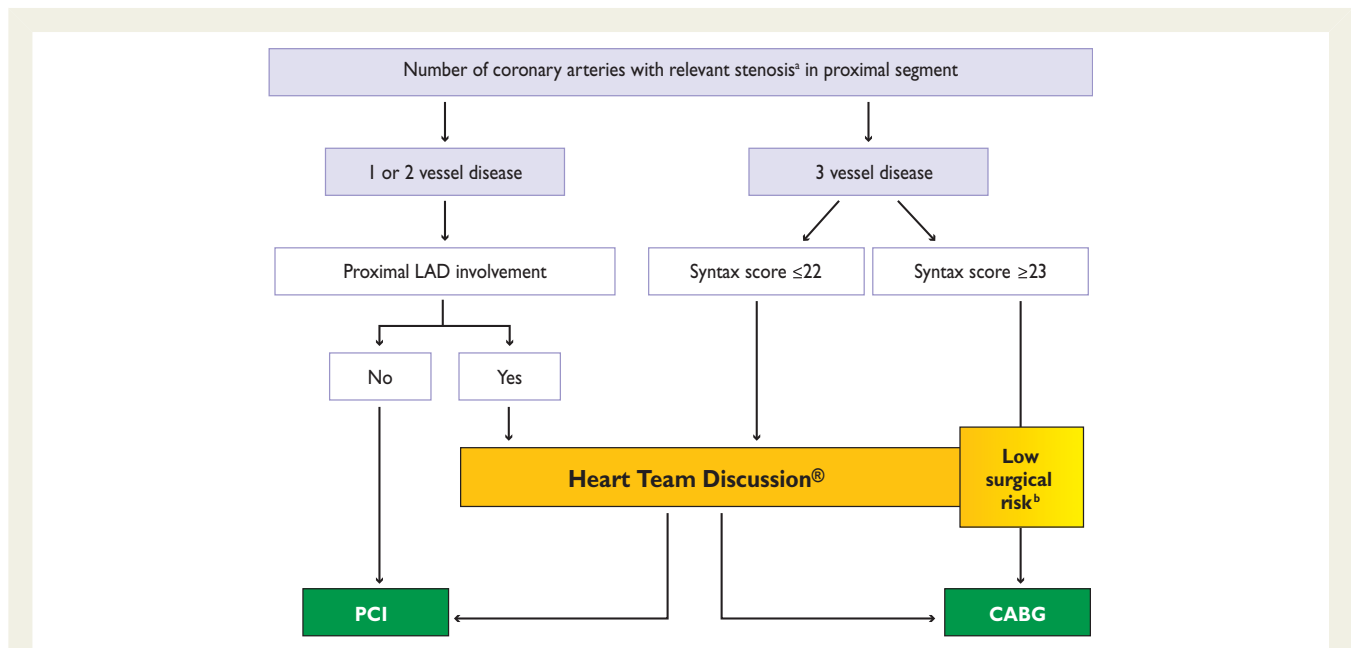 Number of coronary arteries with relevant stenosisᵃ in proximal segment
1 or 2 vessel disease
3 vessel disease
Proximal LAD involvement
Syntax score ≤22
Syntax score ≥23
No
Yes
Heart Team Discussion®
Low
surgical
riskᵇ
PCI
CABG